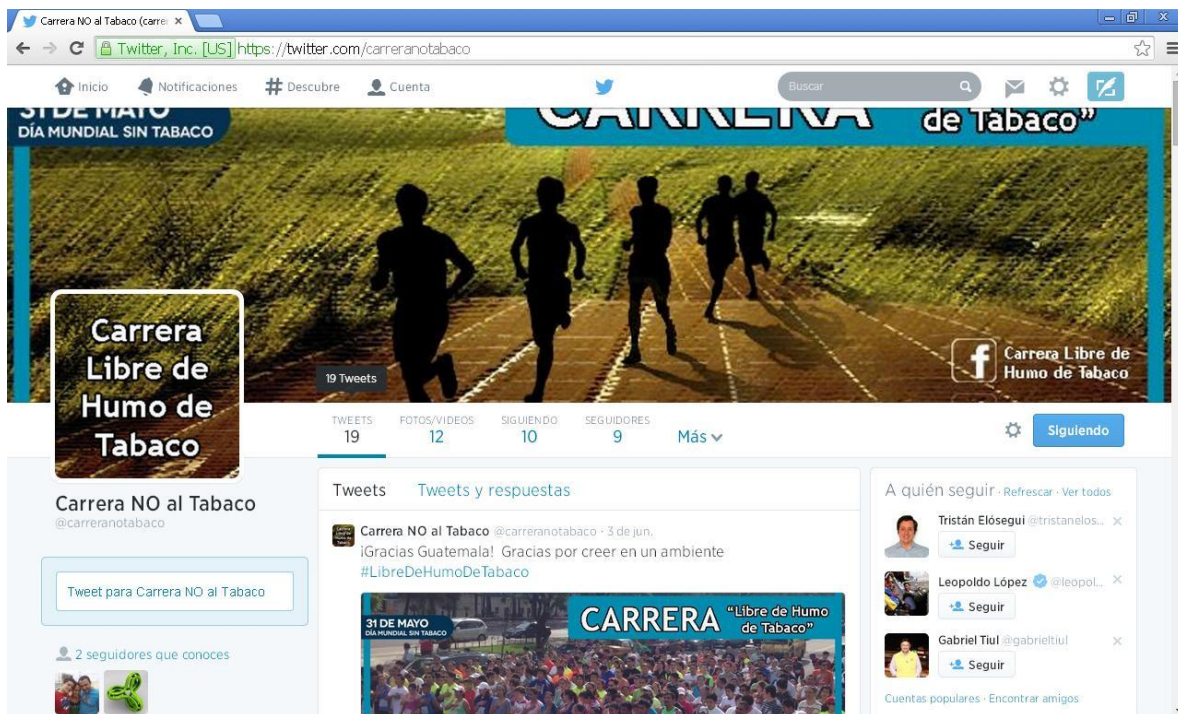 Carrera NO al Tabaco (carre
Twitter, Inc. [US] https://twitter.com/carreranotabaco
Inicio Notificaciones # Descubre Cuenta Buscar
31 DE MAYO
DÍA MUNDIAL SIN TABACO
CARRERA de Tabaco"
Carrera
Libre de
Humo de
Tabaco
Carrera Libre de
Humo de Tabaco
19 Tweets
TWEETS FOTOS/VIDEOS SIGUIENDO SEGUIDORES
19 12 10 9 Más
Siguiendo
Carrera NO al Tabaco
@carreranotabaco
Tweet para Carrera NO al Tabaco
2 seguidores que conoces
Tweets Tweets y respuestas
Carrera NO al Tabaco @carreranotabaco · 3 de jun.
¡Gracias Guatemala! Gracias por creer en un ambiente
#LibreDeHumoDeTabaco
31 DE MAYO
DÍA MUNDIAL SIN TABACO
CARRERA "Libre de Humo
de Tabaco"
A quién seguir · Refrescar · Ver todos
Tristán Elósegui @tristanelos...
Seguir
Leopoldo López @leopol...
Seguir
Gabriel Tiul @gabrieltiul
Seguir
Cuentas populares · Encontrar amigos